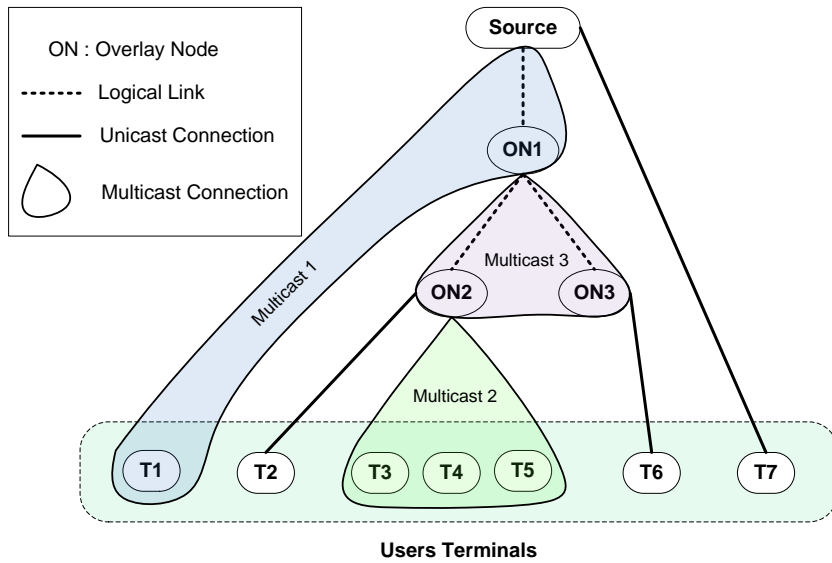 Source
ON : Overlay Node
Logical Link
Unicast Connection
Multicast Connection
ON1
Multicast 1
Multicast 3
ON2
ON3
Multicast 2
T1
T2
T3
T4
T5
T6
T7
Users Terminals